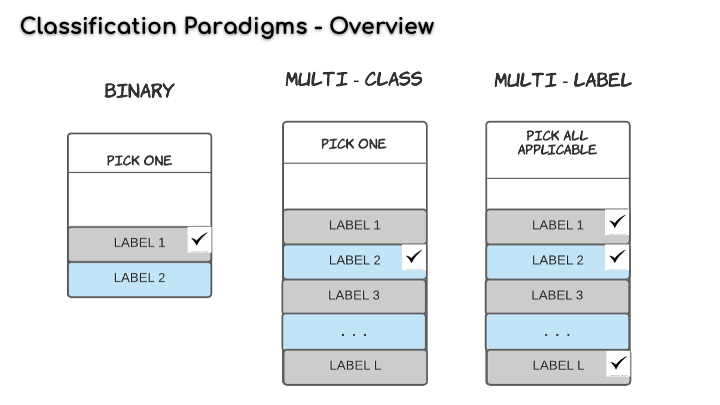 Classification Paradigms - Overview
BINARY
PICK ONE
LABEL 1
LABEL 2
MULTI - CLASS
PICK ONE
LABEL 1
LABEL 2
LABEL 3
. . .
LABEL L
MULTI - LABEL
PICK ALL
APPLICABLE
LABEL 1
LABEL 2
LABEL 3
. . .
LABEL L